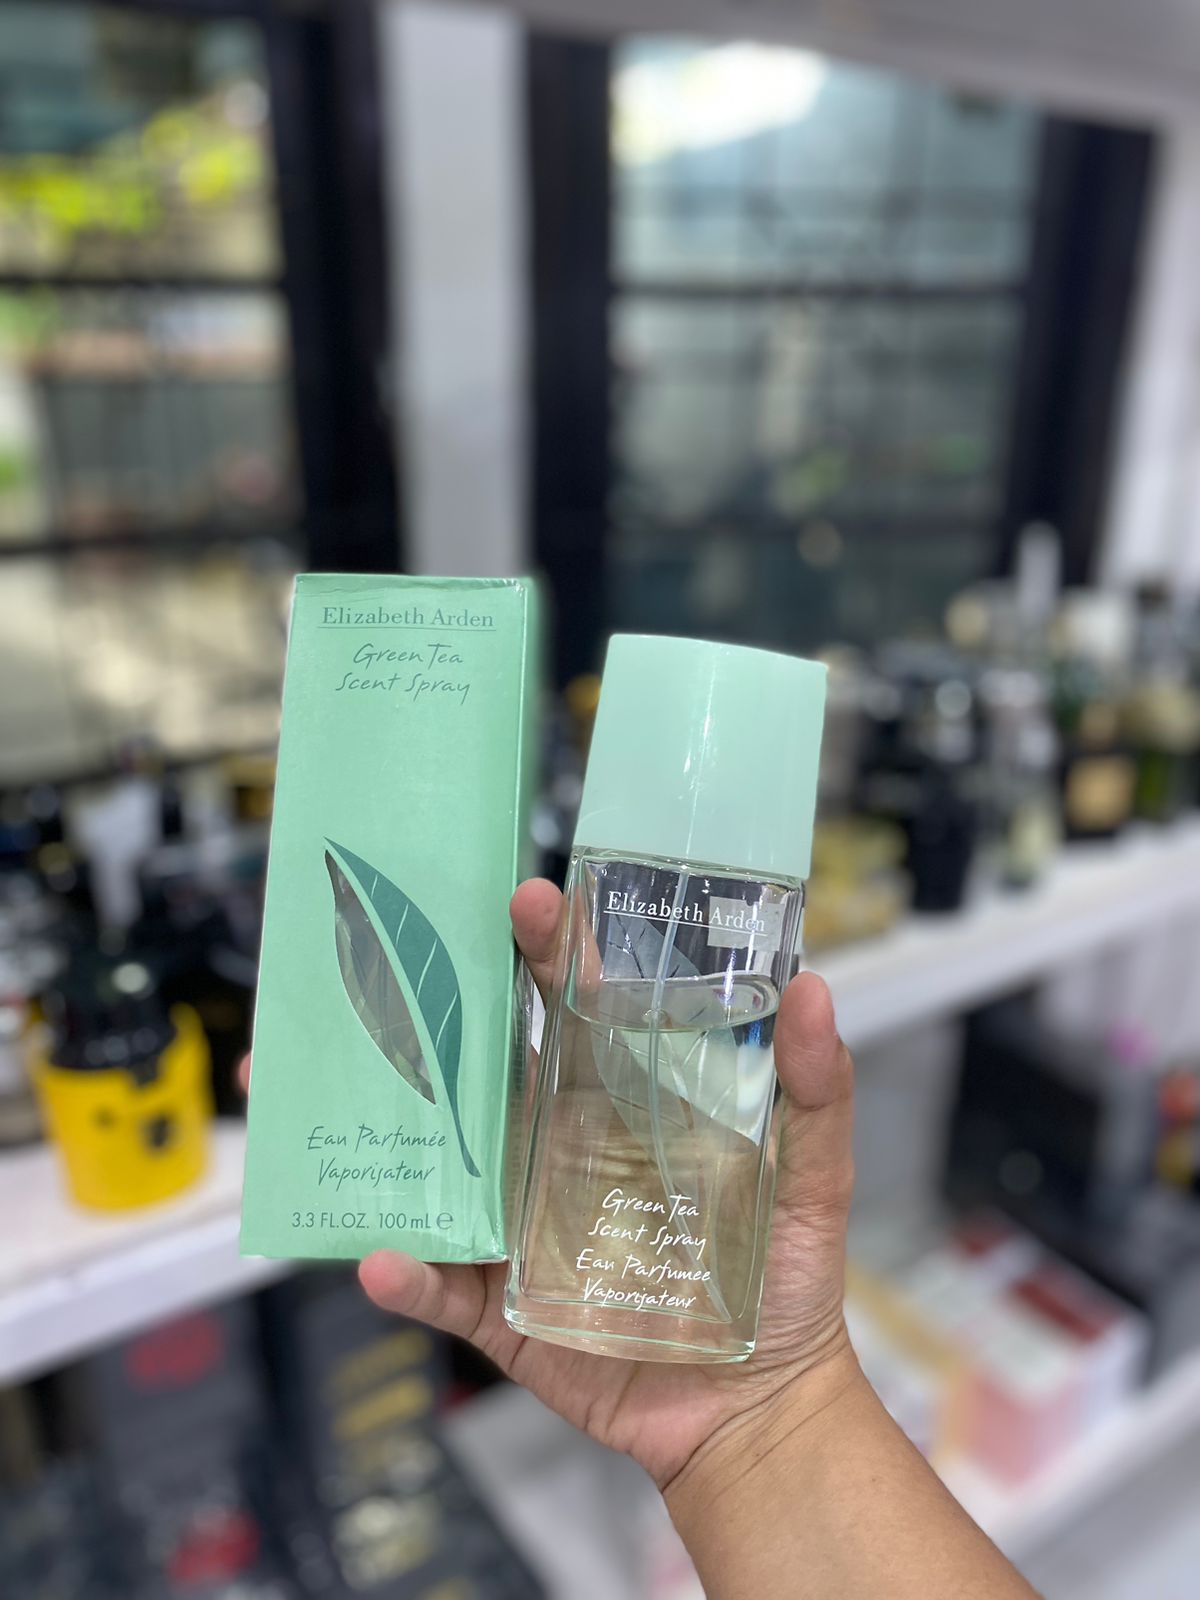 Elizabeth Arden
Green Tea
Scent Spray
Eau Parfumée
Vaporisateur
3.3 FL.OZ. 100 mL ℮
Elizabeth Arden
Green Tea
Scent Spray
Eau Parfumee
Vaporisateur